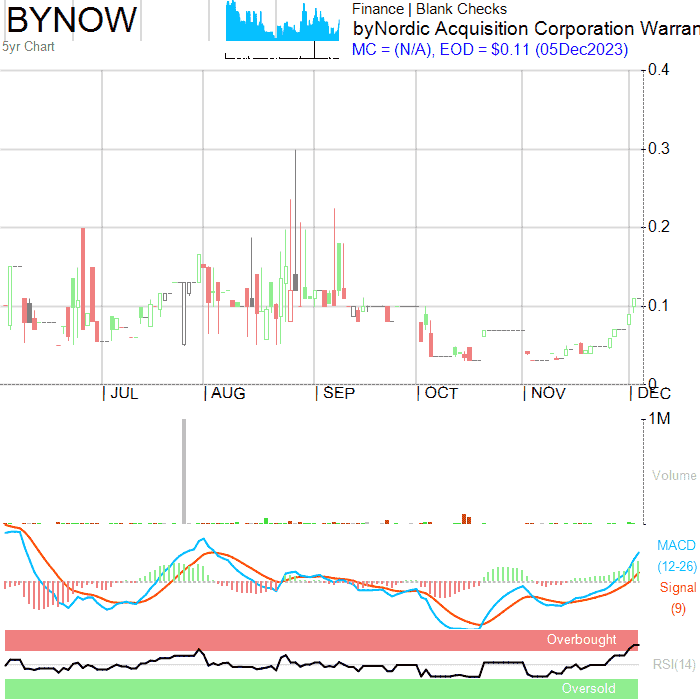 BYNOW
5yr Chart
Finance | Blank Checks
byNordic Acquisition Corporation Warran
MC = (N/A), EOD = $0.11 (05Dec2023)
0.4
0.3
0.2
0.1
0
JUL
AUG
SEP
OCT
NOV
DEC
1M
Volume
MACD
(12-26)
Signal
(9)
Overbought
RSI(14)
Oversold